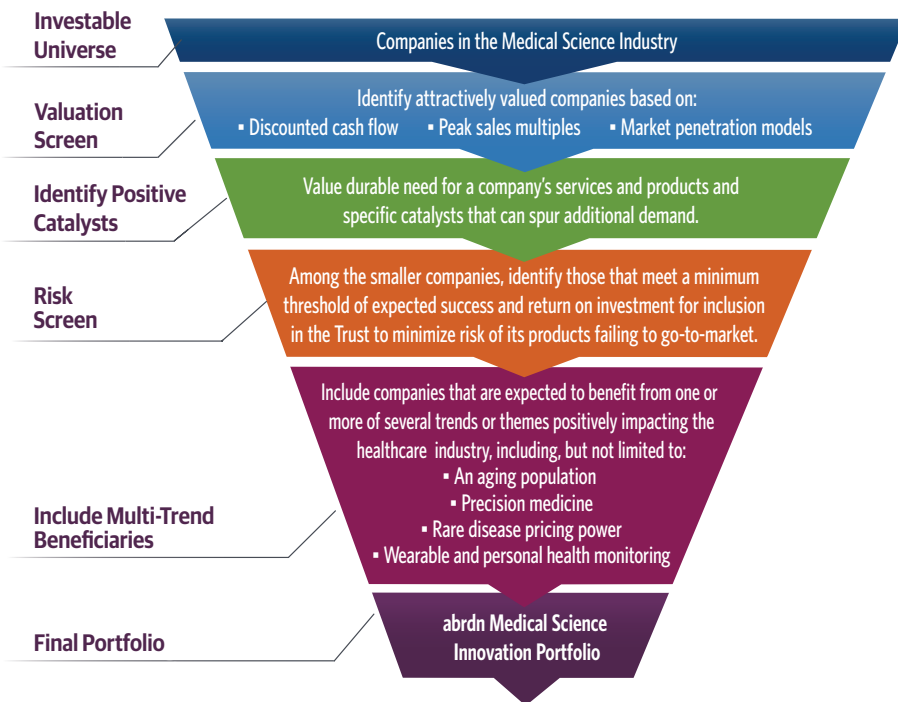 Investable
Universe
Companies in the Medical Science Industry
Valuation
Screen
Identify attractively valued companies based on:
▪ Discounted cash flow ▪ Peak sales multiples ▪ Market penetration models
Identify Positive
Catalysts
Value durable need for a company's services and products and
specific catalysts that can spur additional demand.
Risk
Screen
Among the smaller companies, identify those that meet a minimum
threshold of expected success and return on investment for inclusion
in the Trust to minimize risk of its products failing to go-to-market.
Include Multi-Trend
Beneficiaries
Include companies that are expected to benefit from one or
more of several trends or themes positively impacting the
healthcare industry, including, but not limited to:
▪ An aging population
▪ Precision medicine
▪ Rare disease pricing power
▪ Wearable and personal health monitoring
Final Portfolio
abrdn Medical Science
Innovation Portfolio